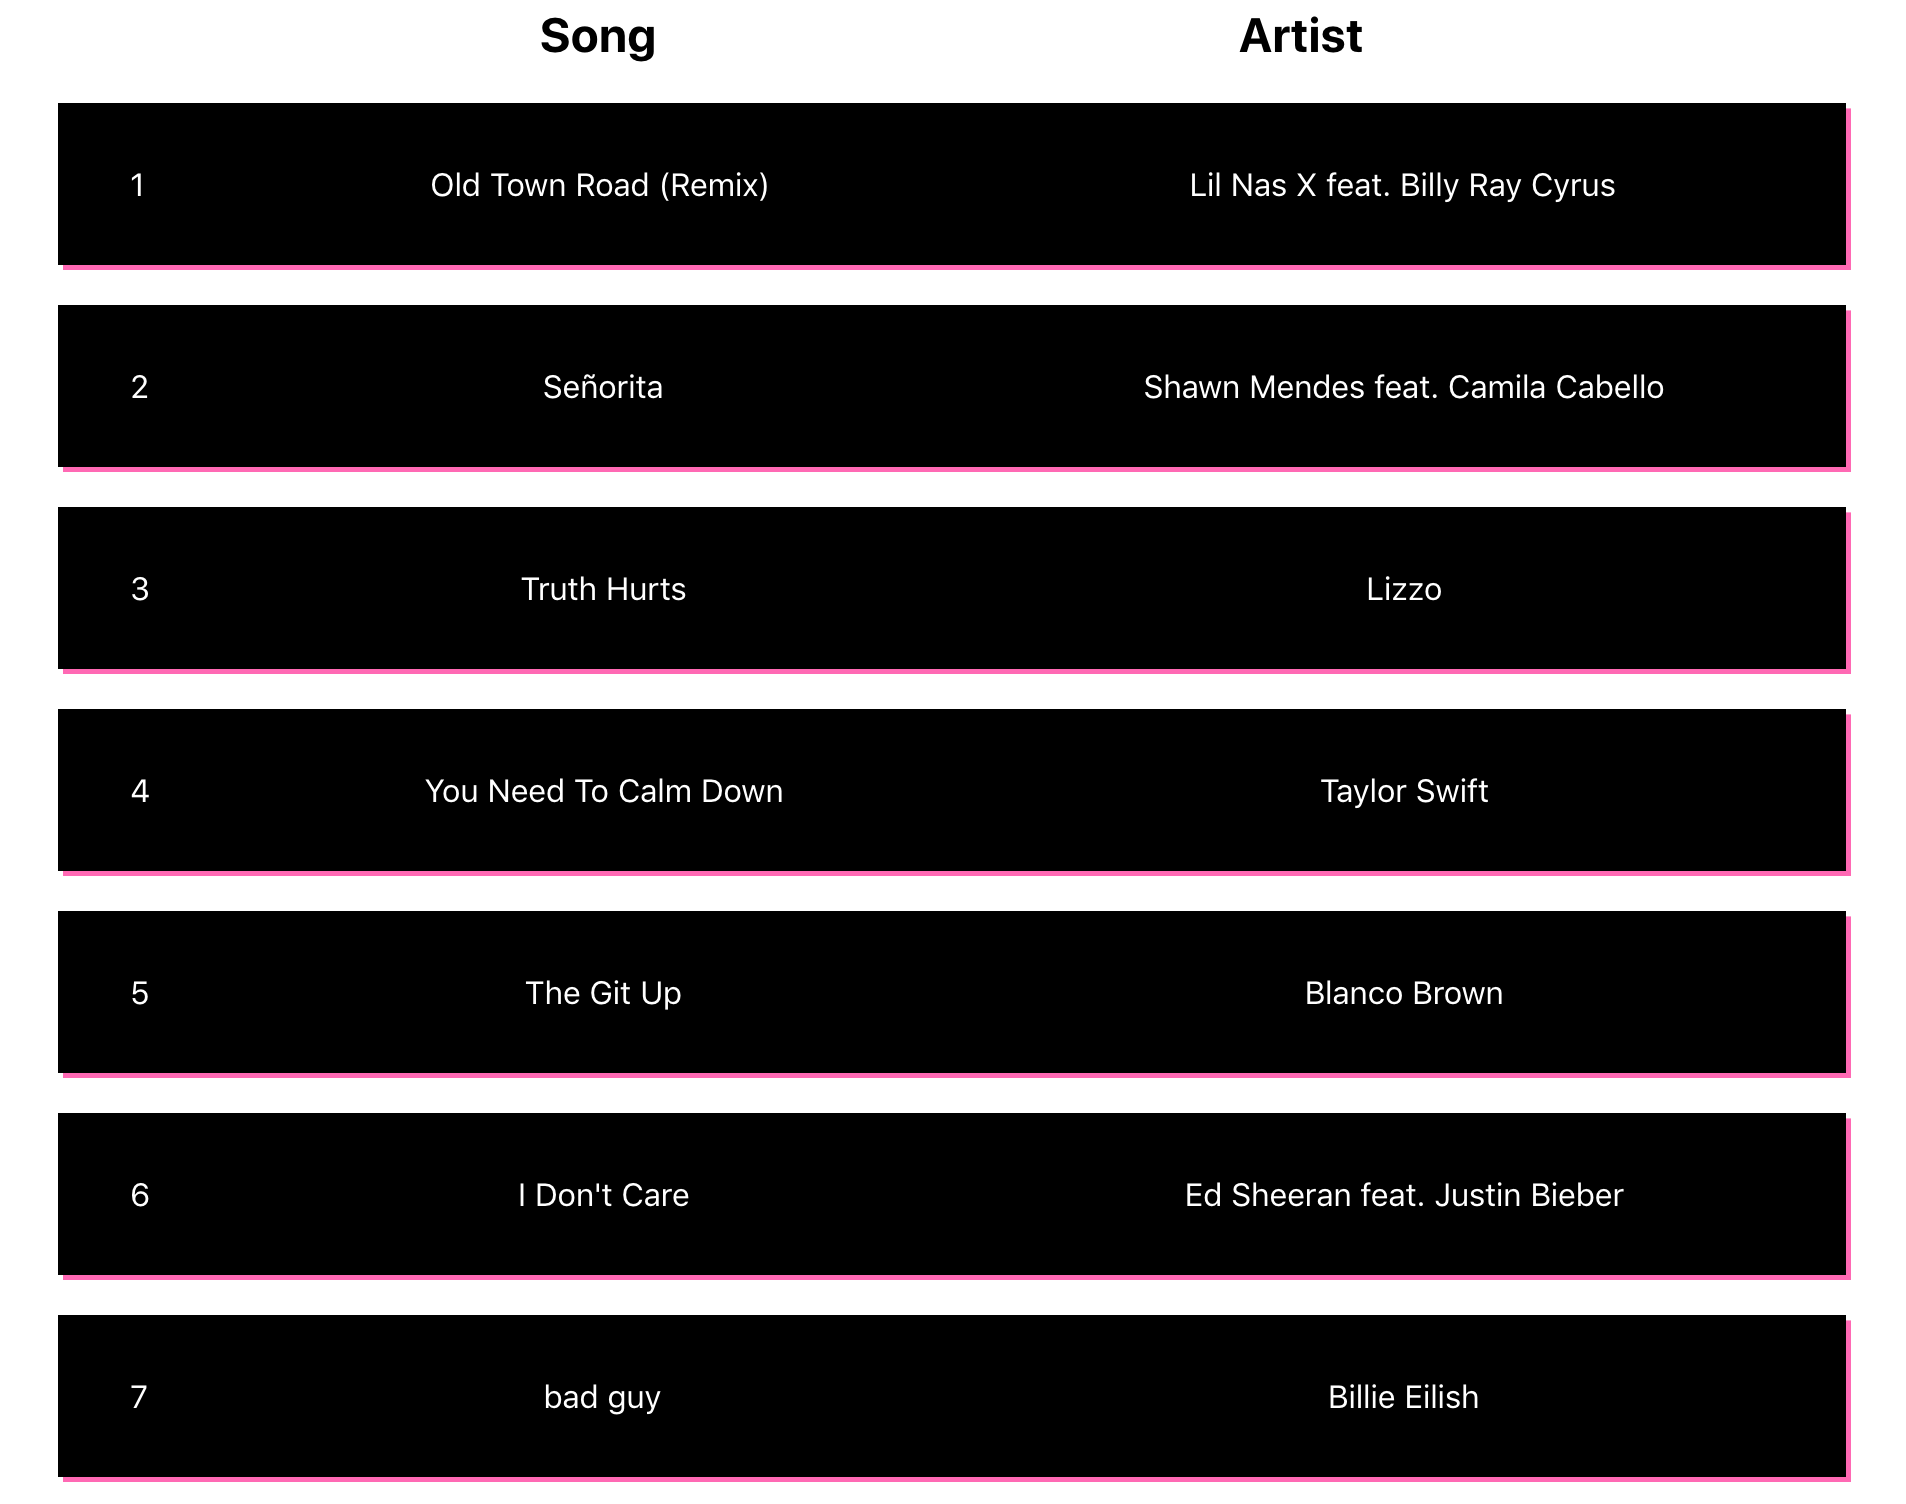 Song Artist
1 Old Town Road (Remix) Lil Nas X feat. Billy Ray Cyrus
2 Señorita Shawn Mendes feat. Camila Cabello
3 Truth Hurts Lizzo
4 You Need To Calm Down Taylor Swift
5 The Git Up Blanco Brown
6 I Don't Care Ed Sheeran feat. Justin Bieber
7 bad guy Billie Eilish